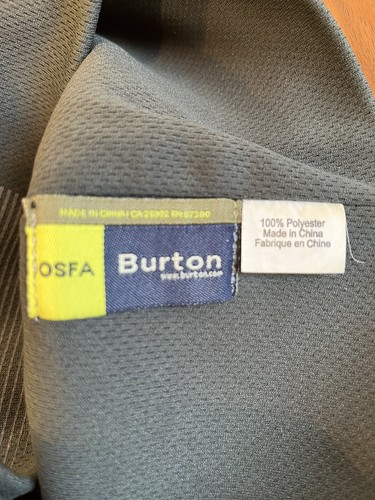 MADE IN CHINA CA 25902 RN 87280
OSFA
Burton
www.burton.com
100% Polyester
Made in China
Fabrique en Chine